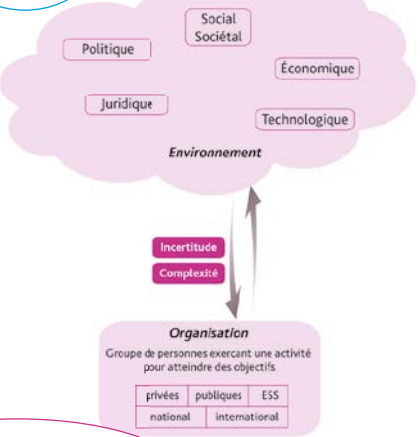 Social
Sociétal
Politique
Économique
Juridique
Technologique
Environnement
Incertitude
Complexité
Organisation
Groupe de personnes exerçant une activité
pour atteindre des objectifs
privées publiques ESS
national international